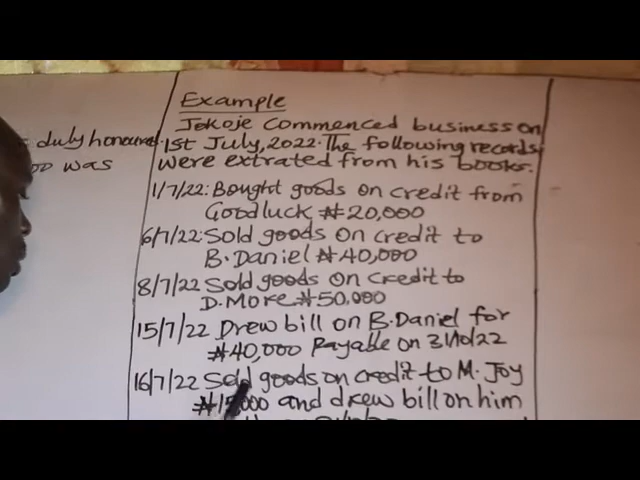 duly honoured
was
Example
Jokoje Commenced business on
1st July, 2022. The following records
were extrated from his books.
1/7/22: Bought goods on credit from
Goodluck ₦20,000
6/7/22: Sold goods on credit to
B. Daniel ₦40,000
8/7/22 Sold goods on credit to
D. More ₦50,000
15/7/22 Drew bill on B. Daniel for
₦40,000 Payable on 31/10/22
16/7/22 Sold goods on credit to M. Joy
and drew bill on him